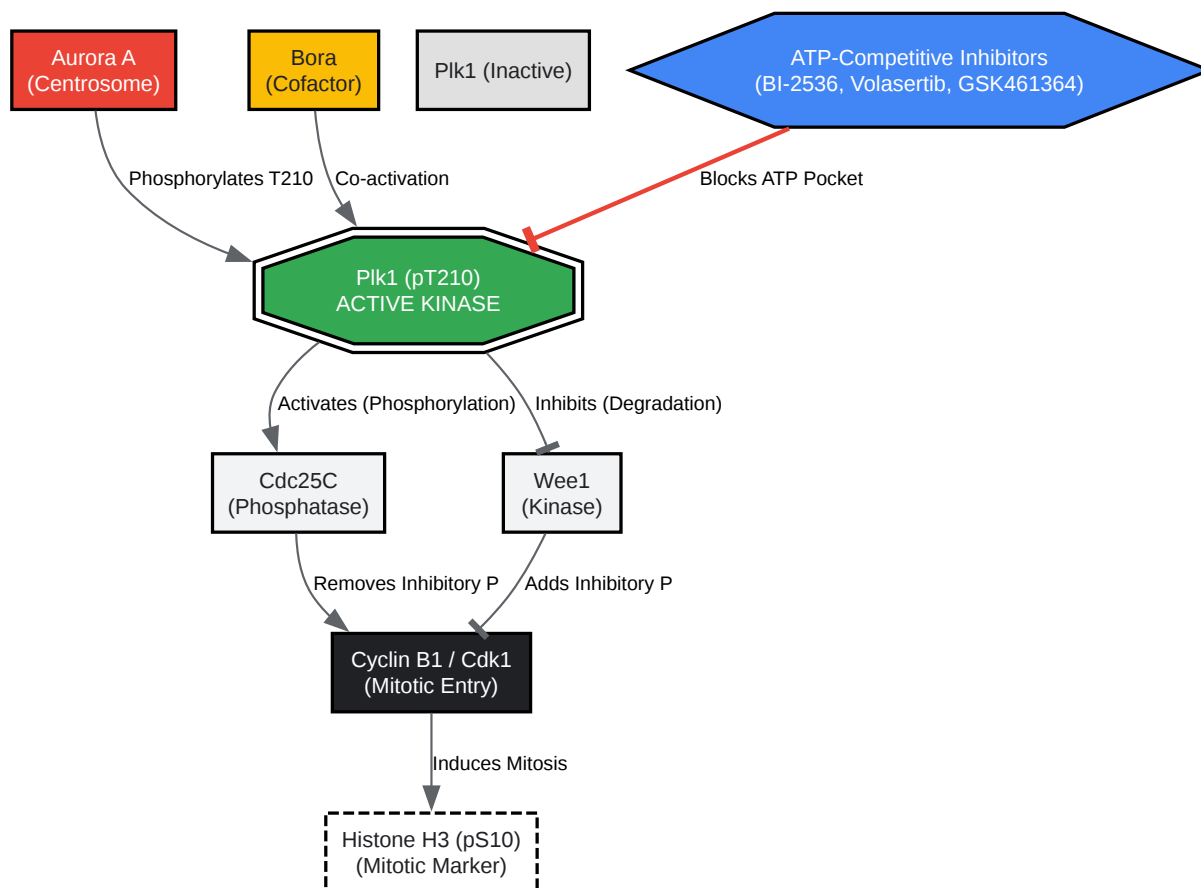 Aurora A
(Centrosome)
Bora
(Cofactor)
Plk1 (Inactive)
ATP-Competitive Inhibitors
(BI-2536, Volasertib, GSK461364)
Phosphorylates T210
Co-activation
Blocks ATP Pocket
Plk1 (pT210)
ACTIVE KINASE
Activates (Phosphorylation)
Inhibits (Degradation)
Cdc25C
(Phosphatase)
Wee1
(Kinase)
Removes Inhibitory P
Adds Inhibitory P
Cyclin B1 / Cdk1
(Mitotic Entry)
Induces Mitosis
Histone H3 (pS10)
(Mitotic Marker)